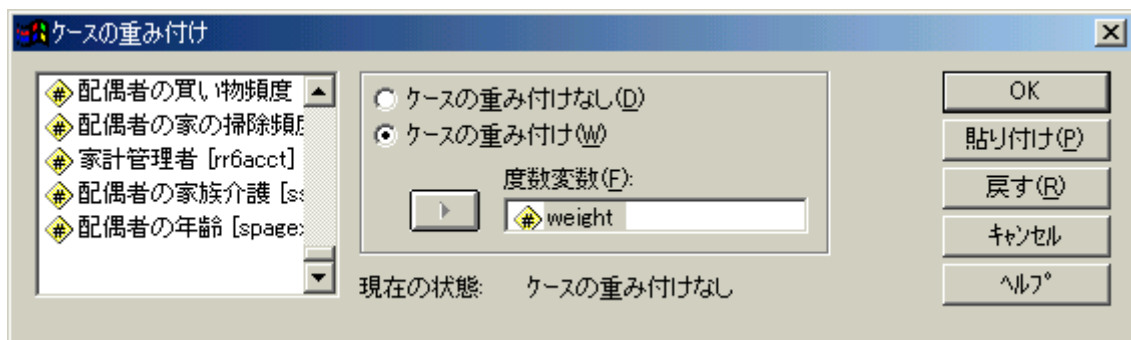 ケースの重み付け
配偶者の買い物頻度
配偶者の家の掃除頻度
家計管理者 [rr6acct]
配偶者の家族介護 [ss
配偶者の年齢 [spage
ケースの重み付けなし(D)
ケースの重み付け(W)
度数変数(F):
weight
現在の状態: ケースの重み付けなし
OK
貼り付け(P)
戻す(R)
キャンセル
ヘルプ